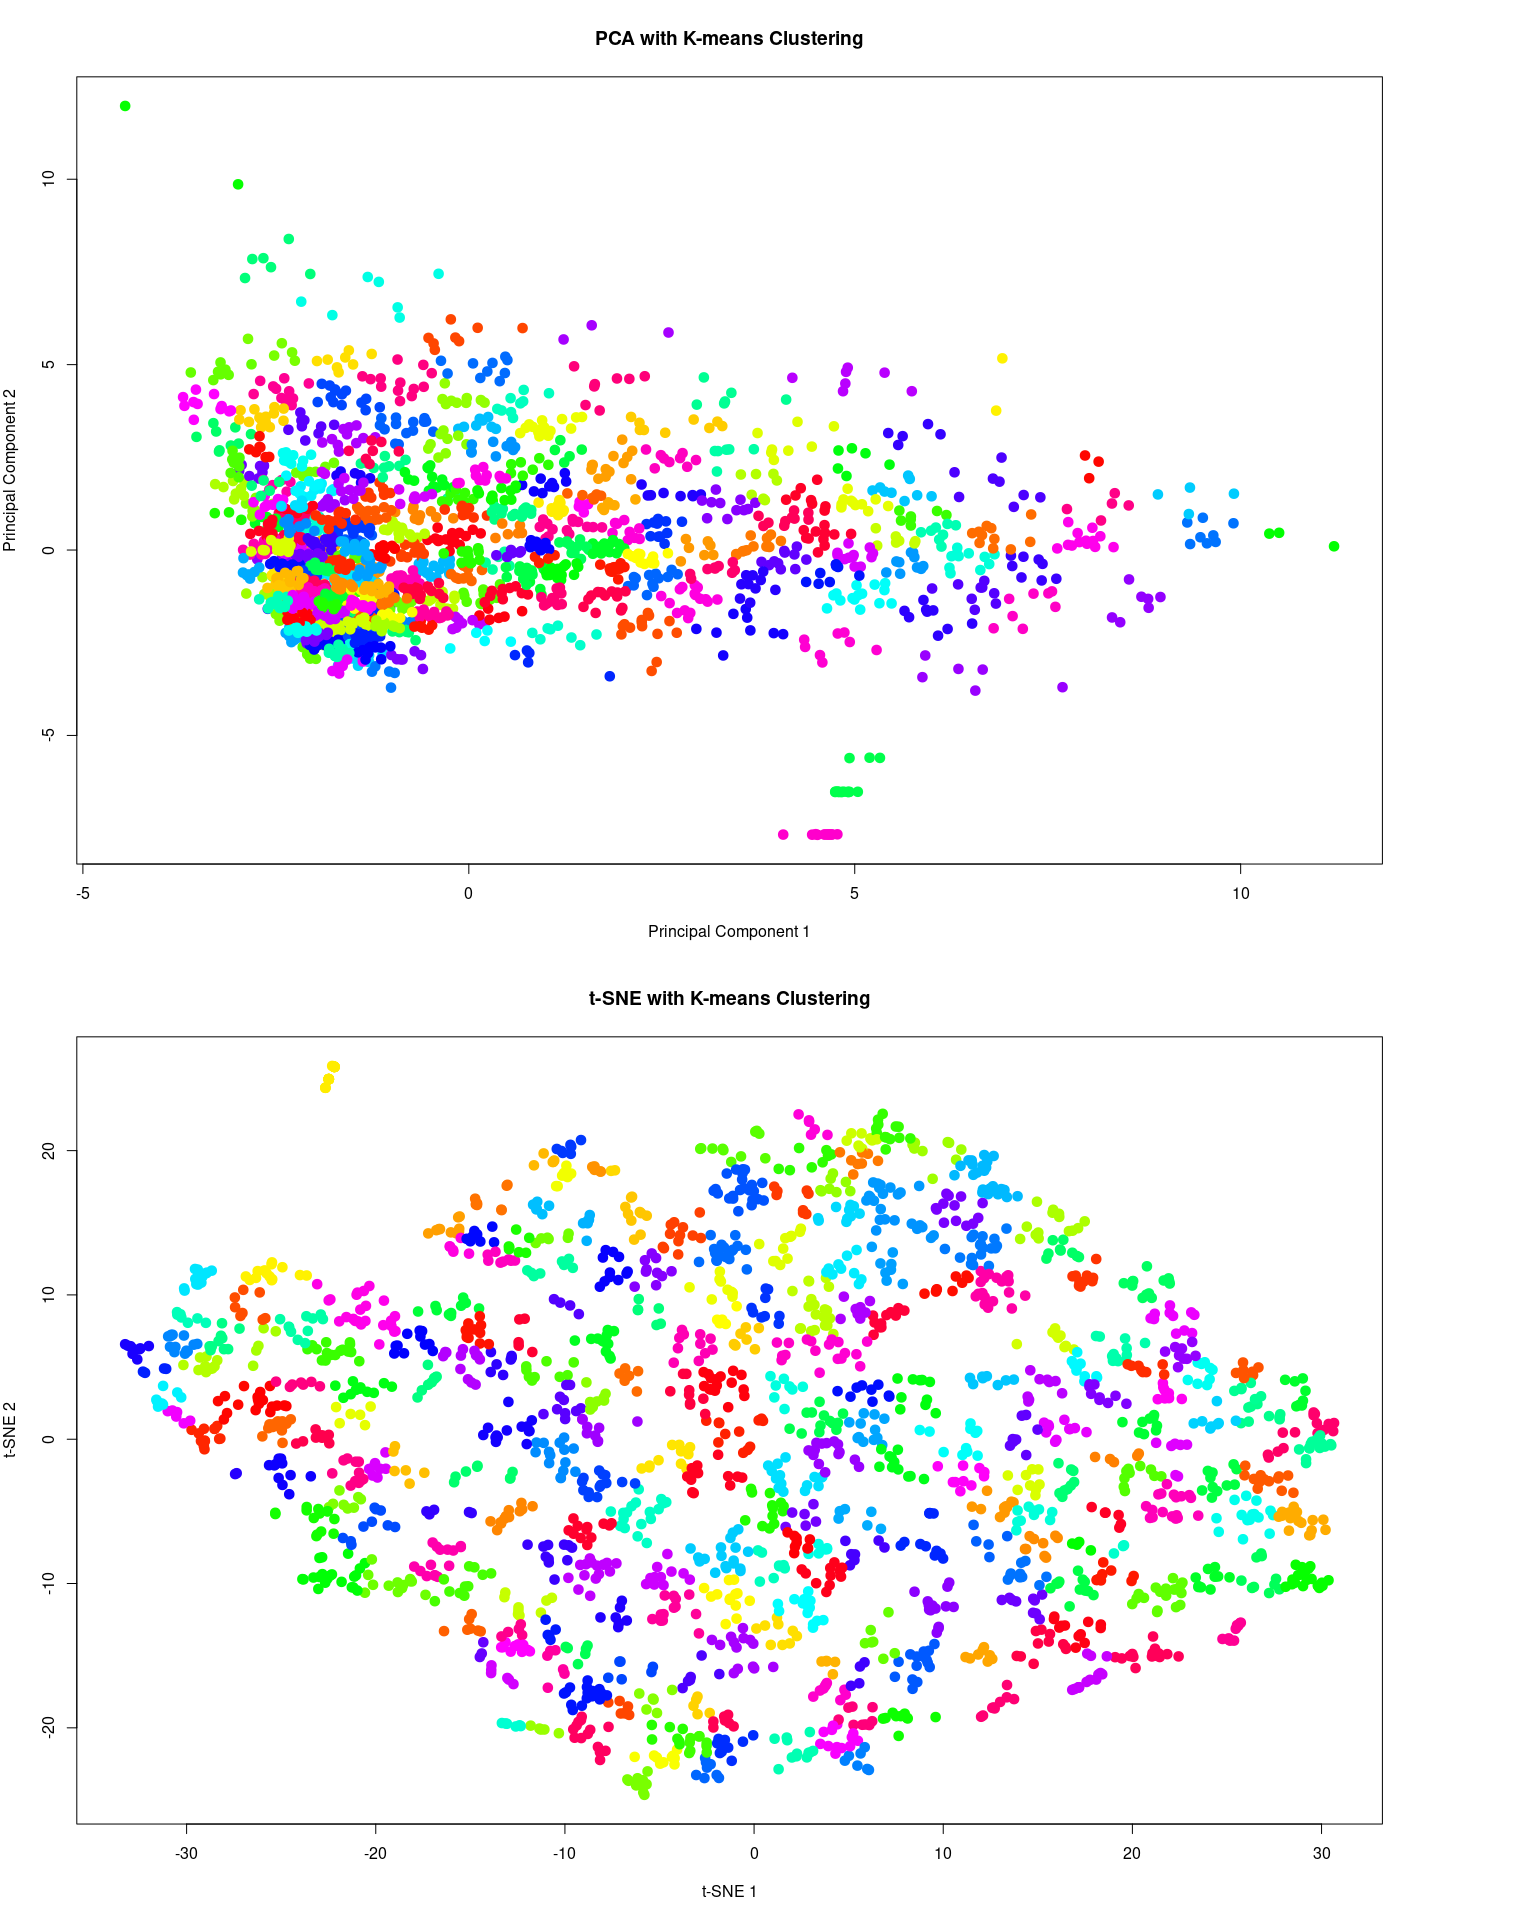 PCA with K-means Clustering
10
5
0
-5
Principal Component 2
-5 0 5 10
Principal Component 1
t-SNE with K-means Clustering
20
10
0
-10
-20
t-SNE 2
-30 -20 -10 0 10 20 30
t-SNE 1